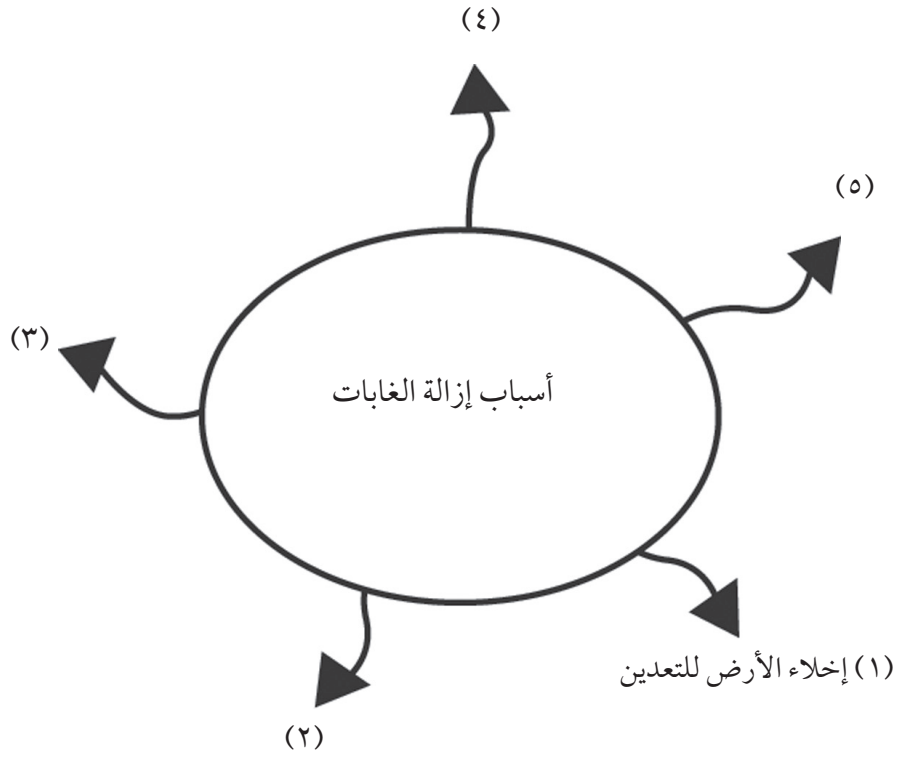 (٤)
(٥)
(٣)
أسباب إزالة الغابات
(١) إخلاء الأرض للتعدين
(٢)